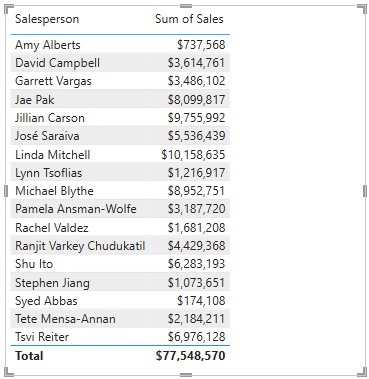 Salesperson Sum of Sales
Amy Alberts $737,568
David Campbell $3,614,761
Garrett Vargas $3,486,102
Jae Pak $8,099,817
Jillian Carson $9,755,992
José Saraiva $5,536,439
Linda Mitchell $10,158,635
Lynn Tsoflias $1,216,917
Michael Blythe $8,952,751
Pamela Ansman-Wolfe $3,187,720
Rachel Valdez $1,681,208
Ranjit Varkey Chudukatil $4,429,368
Shu Ito $6,283,193
Stephen Jiang $1,073,651
Syed Abbas $174,108
Tete Mensa-Annan $2,184,211
Tsvi Reiter $6,976,128
Total $77,548,570